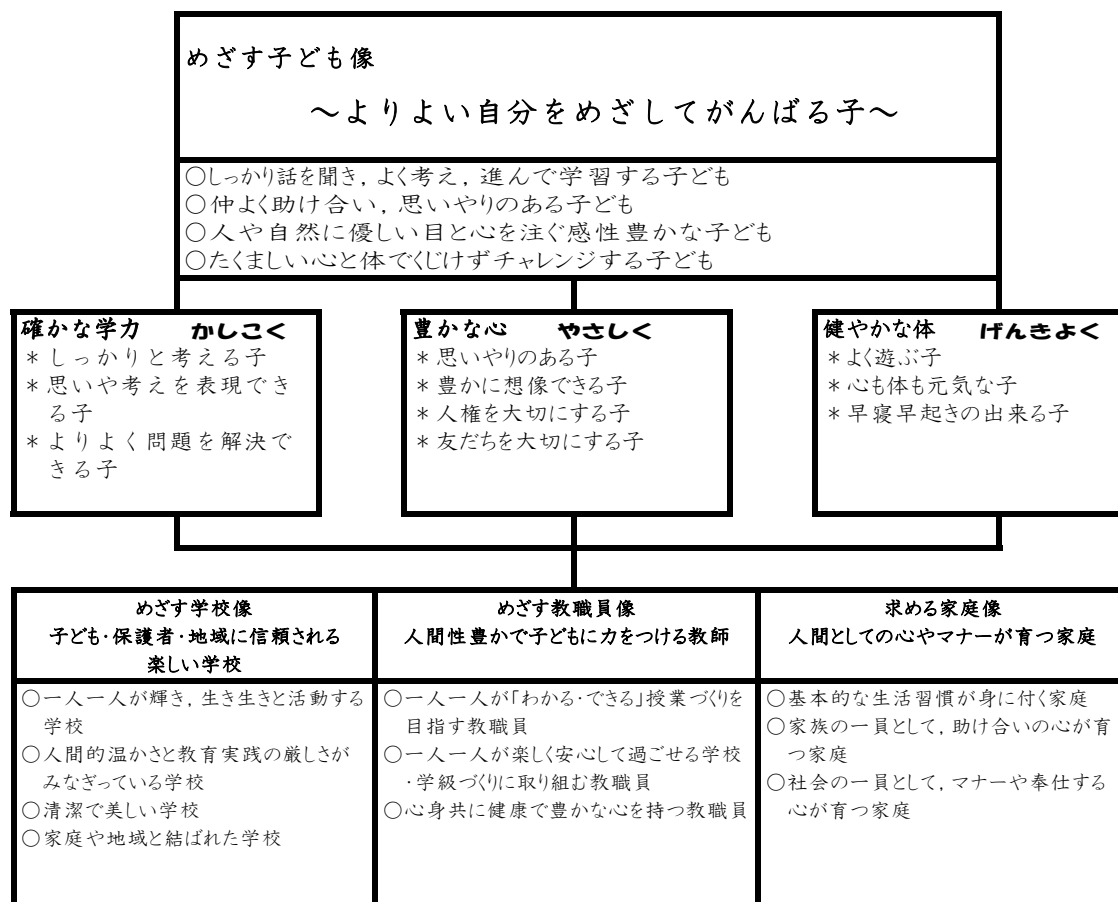 めざす子ども像
～よりよい自分をめざしてがんばる子～
○しっかり話を聞き，よく考え，進んで学習する子ども
○仲よく助け合い，思いやりのある子ども
○人や自然に優しい目と心を注ぐ感性豊かな子ども
○たくましい心と体でくじけずチャレンジする子ども
確かな学力 かしこく
＊しっかりと考える子
＊思いや考えを表現でき
る子
＊よりよく問題を解決で
きる子
豊かな心 やさしく
＊思いやりのある子
＊豊かに想像できる子
＊人権を大切にする子
＊友だちを大切にする子
健やかな体 げんきよく
＊よく遊ぶ子
＊心も体も元気な子
＊早寝早起きの出来る子
めざす学校像
子ども・保護者・地域に信頼される
楽しい学校
○一人一人が輝き，生き生きと活動する
学校
○人間的温かさと教育実践の厳しさが
みなぎっている学校
○清潔で美しい学校
○家庭や地域と結ばれた学校
めざす教職員像
人間性豊かで子どもに力をつける教師
○一人一人が「わかる・できる」授業づくりを
目指す教職員
○一人一人が楽しく安心して過ごせる学校
・学級づくりに取り組む教職員
○心身共に健康で豊かな心を持つ教職員
求める家庭像
人間としての心やマナーが育つ家庭
○基本的な生活習慣が身に付く家庭
○家族の一員として，助け合いの心が育
つ家庭
○社会の一員として，マナーや奉仕する
心が育つ家庭